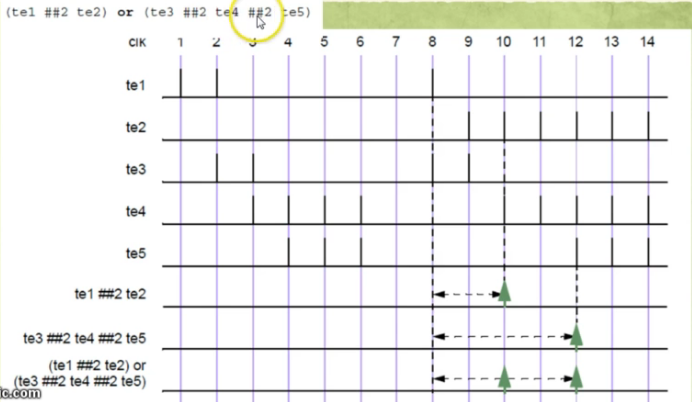 (te1 ##2 te2) or (te3 ##2 te4 ##2 te5)
clk 1 2 3 4 5 6 7 8 9 10 11 12 13 14
te1
te2
te3
te4
te5
te1 ##2 te2
te3 ##2 te4 ##2 te5
(te1 ##2 te2) or
(te3 ##2 te4 ##2 te5)
ic.com